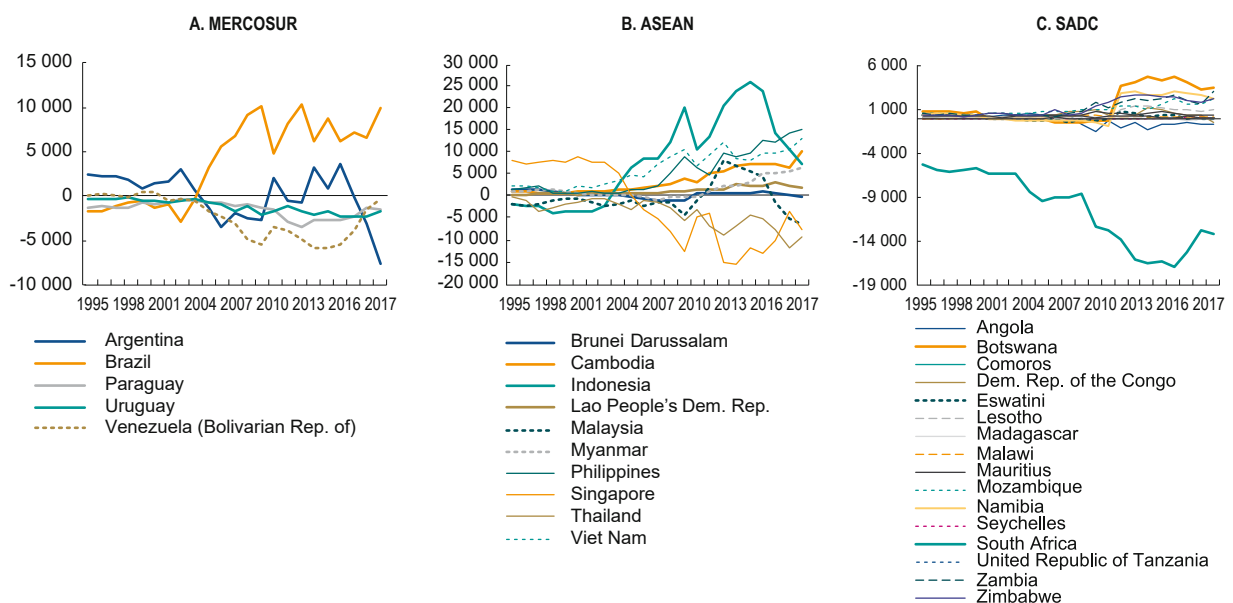 A. MERCOSUR
15 000
10 000
5 000
0
-5 000
-10 000
1995 1998 2001 2004 2007 2010 2013 2016 2017
Argentina
Brazil
Paraguay
Uruguay
Venezuela (Bolivarian Rep. of)
B. ASEAN
30 000
25 000
20 000
15 000
10 000
5 000
0
-5 000
-10 000
-15 000
-20 000
1995 1998 2001 2004 2007 2010 2013 2016 2017
Brunei Darussalam
Cambodia
Indonesia
Lao People's Dem. Rep.
Malaysia
Myanmar
Philippines
Singapore
Thailand
Viet Nam
C. SADC
6 000
1 000
-4 000
-9 000
-14 000
-19 000
1995 1998 2001 2004 2007 2010 2013 2016 2017
Angola
Botswana
Comoros
Dem. Rep. of the Congo
Eswatini
Lesotho
Madagascar
Malawi
Mauritius
Mozambique
Namibia
Seychelles
South Africa
United Republic of Tanzania
Zambia
Zimbabwe